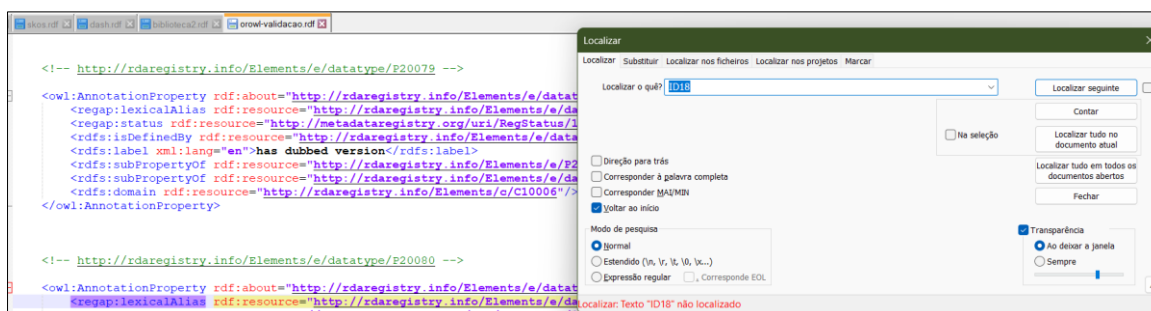 skos.rdf dash.rdf biblioteca2.rdf orowl-validacao.rdf
<!-- http://rdaregistry.info/Elements/e/datatype/P20079 -->
<owl:AnnotationProperty rdf:about="http://rdaregistry.info/Elements/e/datat
<regap:lexicalAlias rdf:resource="http://rdaregistry.info/Elements/e/da
<regap:status rdf:resource="http://metadataregistry.org/uri/RegStatus/1
<rdfs:isDefinedBy rdf:resource="http://rdaregistry.info/Elements/e/data
<rdfs:label xml:lang="en">has dubbed version</rdfs:label>
<rdfs:subPropertyOf rdf:resource="http://rdaregistry.info/Elements/e/P2
<rdfs:subPropertyOf rdf:resource="http://rdaregistry.info/Elements/e/da
<rdfs:domain rdf:resource="http://rdaregistry.info/Elements/c/C10006"/>
</owl:AnnotationProperty>
<!-- http://rdaregistry.info/Elements/e/datatype/P20080 -->
<owl:AnnotationProperty rdf:about="http://rdaregistry.info/Elements/e/datat
<regap:lexicalAlias rdf:resource="http://rdaregistry.info/Elements/e/da
Localizar
Localizar Substituir Localizar nos ficheiros Localizar nos projetos Marcar
Localizar o quê? ID18
Localizar seguinte
Contar
Na seleção
Localizar tudo no
documento atual
Localizar tudo em todos os
documentos abertos
Fechar
Direção para trás
Corresponder à palavra completa
Corresponder MAI/MIN
Voltar ao início
Modo de pesquisa
Normal
Estendido (\n, \r, \t, \0, \x...)
Expressão regular . Corresponde EOL
Transparência
Ao deixar a janela
Sempre
Localizar: Texto "ID18" não localizado